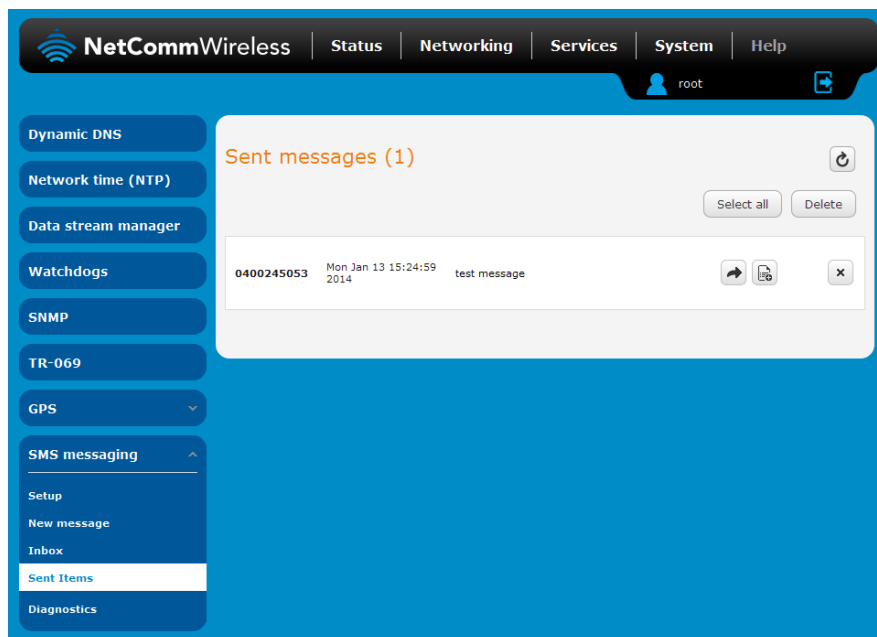 NetCommWireless
Status
Networking
Services
System
Help
root
Dynamic DNS
Network time (NTP)
Data stream manager
Watchdogs
SNMP
TR-069
GPS
SMS messaging
Setup
New message
Inbox
Sent Items
Diagnostics
Sent messages (1)
Select all
Delete
0400245053
Mon Jan 13 15:24:59
2014
test message